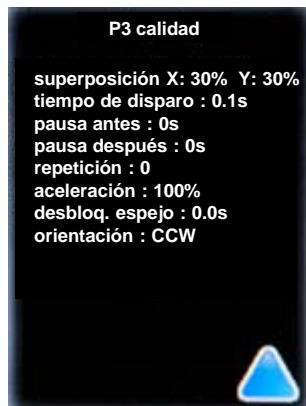 P3 calidad
superposición X: 30% Y: 30%
tiempo de disparo : 0.1s
pausa antes : 0s
pausa después : 0s
repetición : 0
aceleración : 100%
desbloq. espejo : 0.0s
orientación : CCW